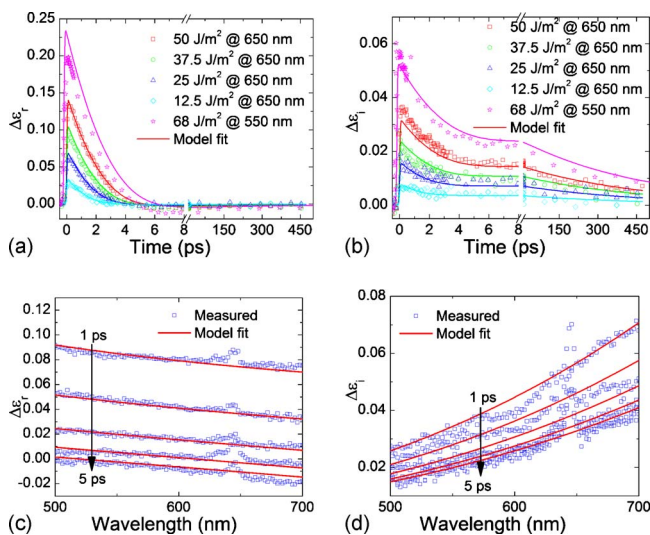 0.25
0.20
0.15
0.10
0.05
0.00
Δεr
50 J/m² @ 650 nm
37.5 J/m² @ 650 nm
25 J/m² @ 650 nm
12.5 J/m² @ 650 nm
68 J/m² @ 550 nm
Model fit
0 2 4 6 8 150 300 450
Time (ps)
(a)
0.06
0.04
0.02
0.00
Δεi
50 J/m² @ 650 nm
37.5 J/m² @ 650 nm
25 J/m² @ 650 nm
12.5 J/m² @ 650 nm
68 J/m² @ 550 nm
Model fit
0 2 4 6 8 150 300 450
Time (ps)
(b)
0.12
0.10
0.08
0.06
0.04
0.02
0.00
-0.02
Δεr
Measured
Model fit
1 ps
5 ps
500 600 700
Wavelength (nm)
(c)
0.08
0.06
0.04
0.02
Δεi
Measured
Model fit
1 ps
5 ps
500 600 700
Wavelength (nm)
(d)